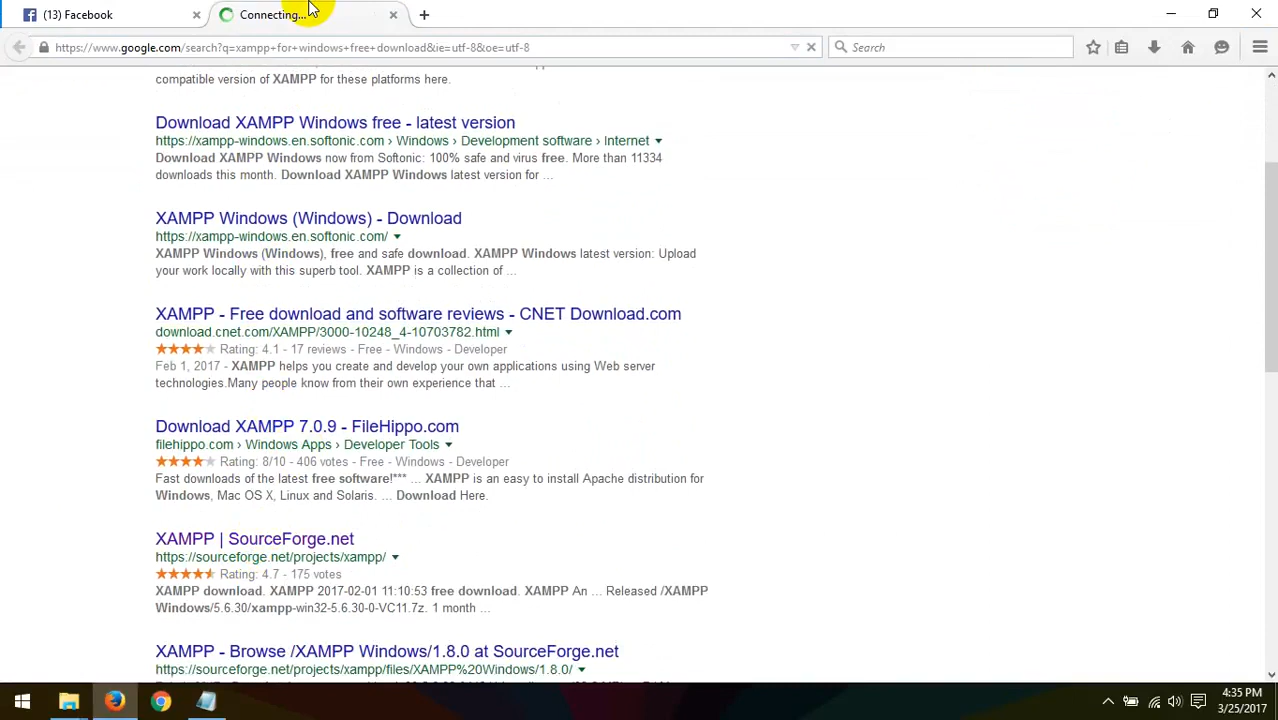 (13) Facebook
Connecting...
https://www.google.com/search?q=xampp+for+windows+free+download&ie=utf-8&oe=utf-8
Search
compatible version of XAMPP for these platforms here.
Download XAMPP Windows free - latest version
https://xampp-windows.en.softonic.com › Windows › Development software › Internet
Download XAMPP Windows now from Softonic: 100% safe and virus free. More than 11334
downloads this month. Download XAMPP Windows latest version for ...
XAMPP Windows (Windows) - Download
https://xampp-windows.en.softonic.com/
XAMPP Windows (Windows), free and safe download. XAMPP Windows latest version: Upload
your work locally with this superb tool. XAMPP is a collection of ...
XAMPP - Free download and software reviews - CNET Download.com
download.cnet.com/XAMPP/3000-10248_4-10703782.html
Rating: 4.1 - 17 reviews - Free - Windows - Developer
Feb 1, 2017 - XAMPP helps you create and develop your own applications using Web server
technologies.Many people know from their own experience that ...
Download XAMPP 7.0.9 - FileHippo.com
filehippo.com › Windows Apps › Developer Tools
Rating: 8/10 - 406 votes - Free - Windows - Developer
Fast downloads of the latest free software!*** ... XAMPP is an easy to install Apache distribution for
Windows, Mac OS X, Linux and Solaris. ... Download Here.
XAMPP | SourceForge.net
https://sourceforge.net/projects/xampp/
Rating: 4.7 - 175 votes
XAMPP download. XAMPP 2017-02-01 11:10:53 free download. XAMPP An ... Released /XAMPP
Windows/5.6.30/xampp-win32-5.6.30-0-VC11.7z. 1 month ...
XAMPP - Browse /XAMPP Windows/1.8.0 at SourceForge.net
https://sourceforge.net/projects/xampp/files/XAMPP%20Windows/1.8.0/
4:35 PM
3/25/2017